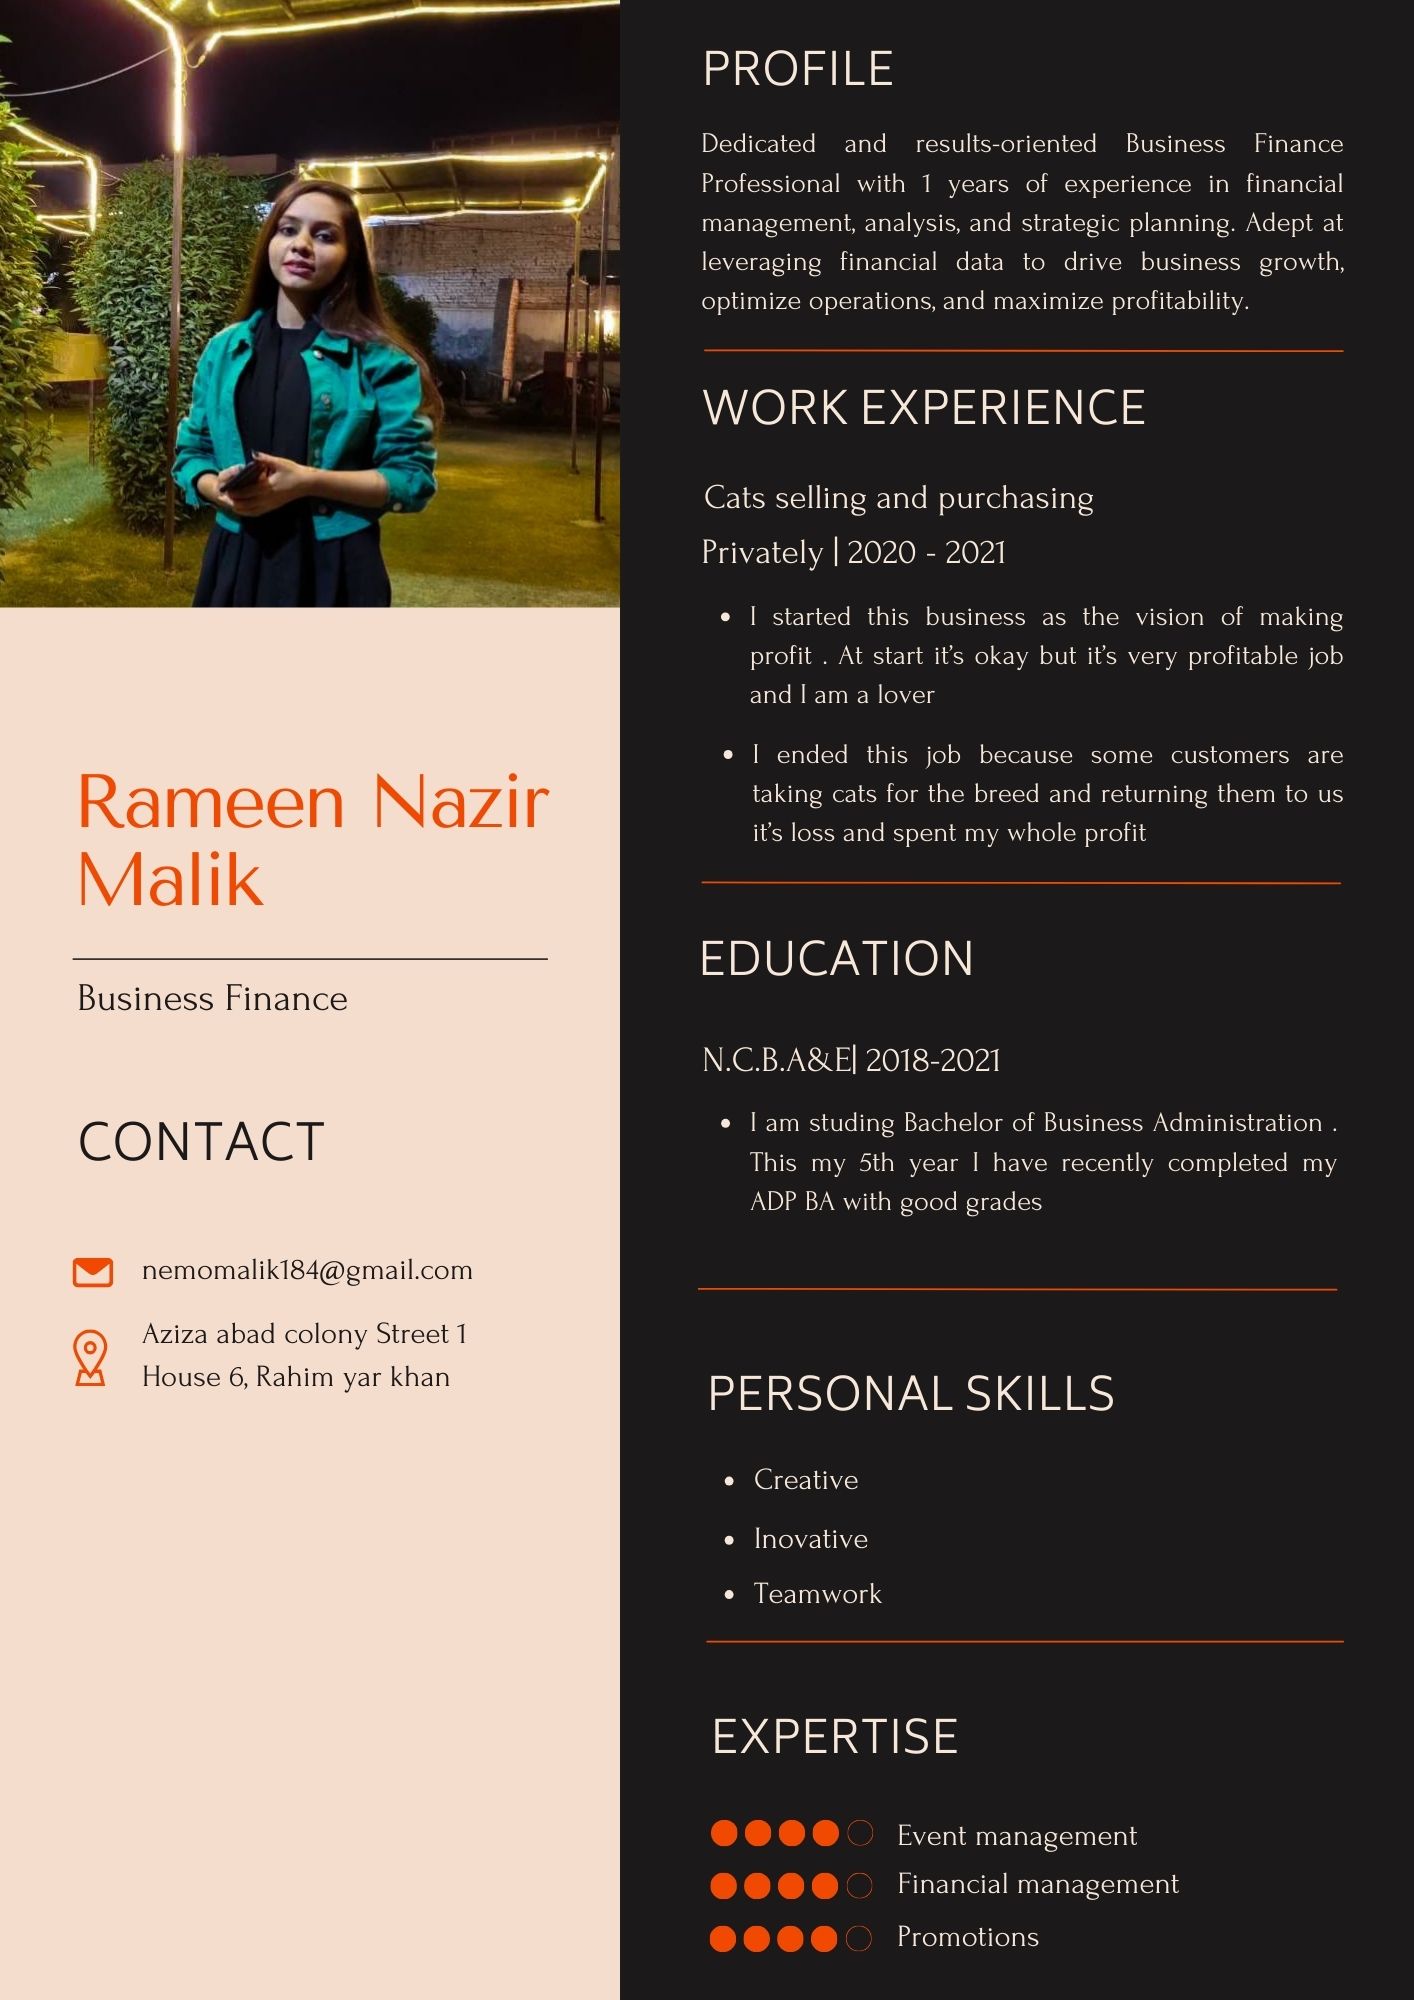 Rameen Nazir
Malik
Business Finance
CONTACT
nemomalik184@gmail.com
Aziza abad colony Street 1
House 6, Rahim yar khan
PROFILE
Dedicated and results-oriented Business Finance
Professional with 1 years of experience in financial
management, analysis, and strategic planning. Adept at
leveraging financial data to drive business growth,
optimize operations, and maximize profitability.
WORK EXPERIENCE
Cats selling and purchasing
Privately | 2020 - 2021
• I started this business as the vision of making
profit . At start it’s okay but it’s very profitable job
and I am a lover
• I ended this job because some customers are
taking cats for the breed and returning them to us
it’s loss and spent my whole profit
EDUCATION
N.C.B.A&E| 2018-2021
• I am studing Bachelor of Business Administration .
This my 5th year I have recently completed my
ADP BA with good grades
PERSONAL SKILLS
• Creative
• Inovative
• Teamwork
EXPERTISE
Event management
Financial management
Promotions